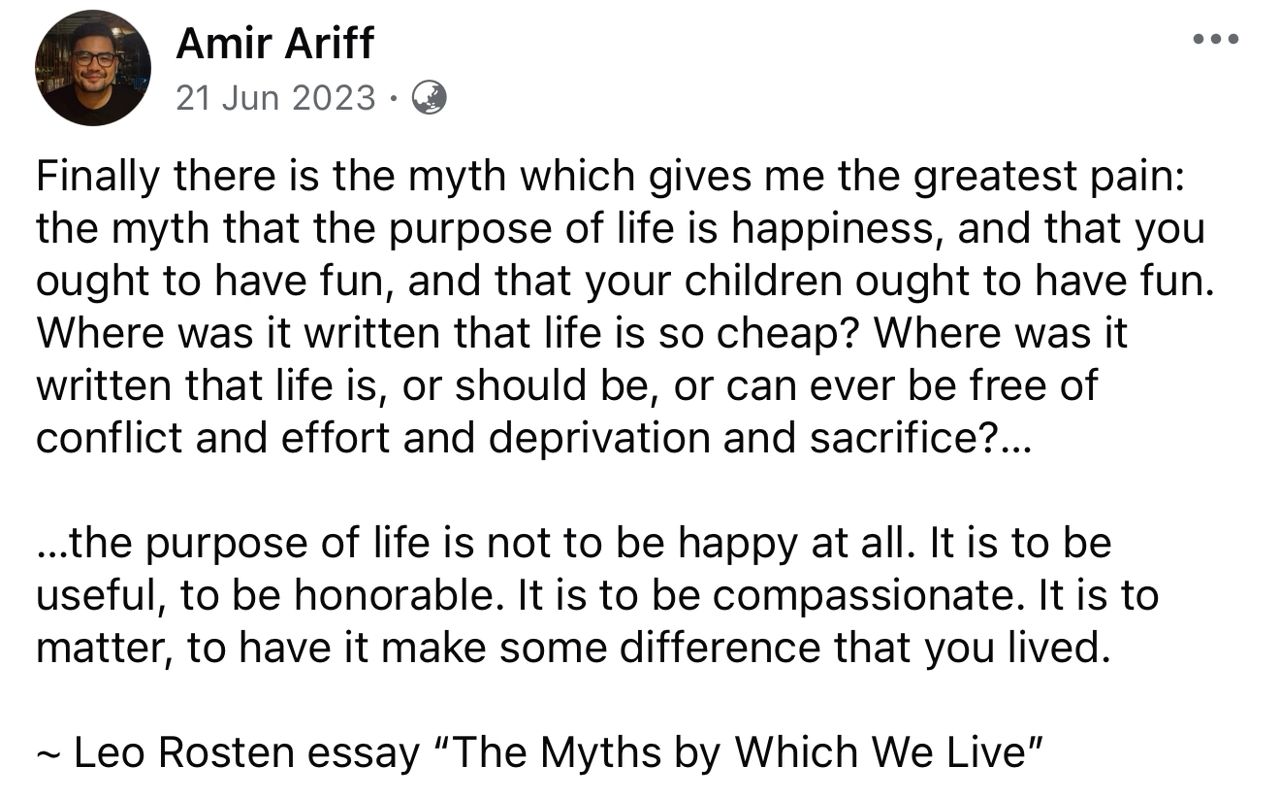 Amir Ariff
21 Jun 2023 ·
Finally there is the myth which gives me the greatest pain:
the myth that the purpose of life is happiness, and that you
ought to have fun, and that your children ought to have fun.
Where was it written that life is so cheap? Where was it
written that life is, or should be, or can ever be free of
conflict and effort and deprivation and sacrifice?...
...the purpose of life is not to be happy at all. It is to be
useful, to be honorable. It is to be compassionate. It is to
matter, to have it make some difference that you lived.
~ Leo Rosten essay “The Myths by Which We Live”